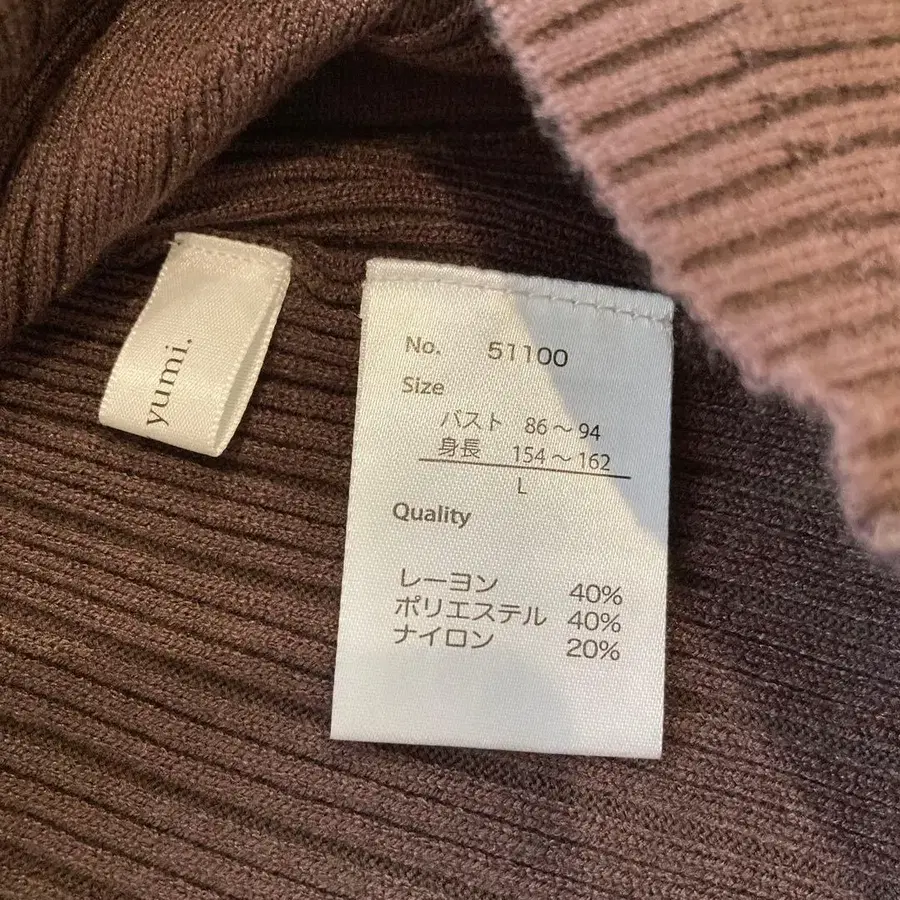 yumi.
No. 51100
Size
バスト 86～94
身長 154～162
L
Quality
レーヨン 40%
ポリエステル 40%
ナイロン 20%